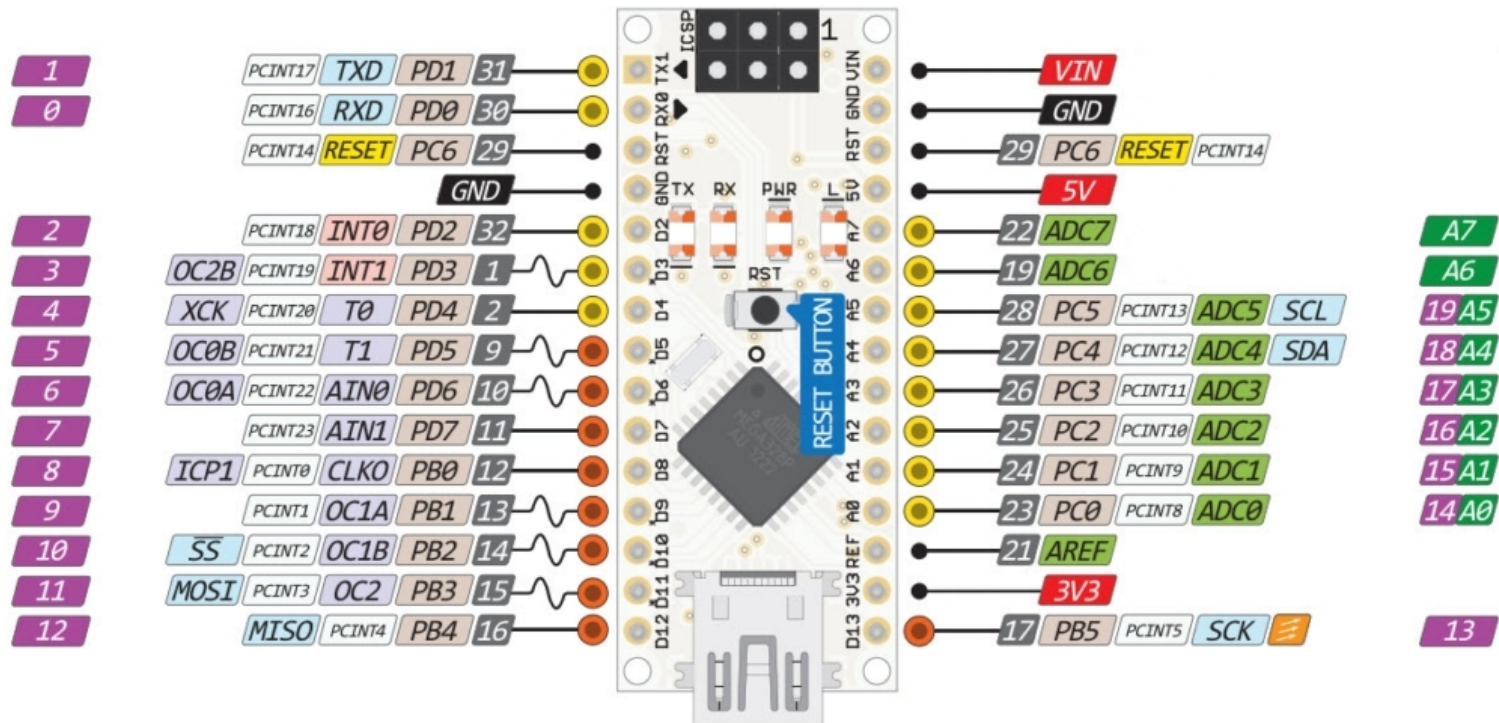 ICSP 1
1 PCINT17 TXD PD1 31 TX1 VIN VIN
0 PCINT16 RXD PD0 30 RX0 GND GND
PCINT14 RESET PC6 29 RST RST 29 PC6 RESET PCINT14
GND GND 5V 5V
TX RX PWR L
2 PCINT18 INT0 PD2 32 D2 A7 22 ADC7 A7
3 OC2B PCINT19 INT1 PD3 1 *D3 A6 19 ADC6 A6
RST
4 XCK PCINT20 T0 PD4 2 D4 A5 28 PC5 PCINT13 ADC5 SCL 19 A5
5 OC0B PCINT21 T1 PD5 9 *D5 A4 27 PC4 PCINT12 ADC4 SDA 18 A4
6 OC0A PCINT22 AIN0 PD6 10 *D6 A3 26 PC3 PCINT11 ADC3 17 A3
RESET BUTTON
7 PCINT23 AIN1 PD7 11 D7 A2 25 PC2 PCINT10 ADC2 16 A2
MEGA328P
AU 1227
8 ICP1 PCINT0 CLKO PB0 12 D8 A1 24 PC1 PCINT9 ADC1 15 A1
9 PCINT1 OC1A PB1 13 *D9 A0 23 PC0 PCINT8 ADC0 14 A0
10 SS PCINT2 OC1B PB2 14 *D10 REF 21 AREF
11 MOSI PCINT3 OC2 PB3 15 *D11 3V3 3V3
12 MISO PCINT4 PB4 16 D12 D13 17 PB5 PCINT5 SCK 13